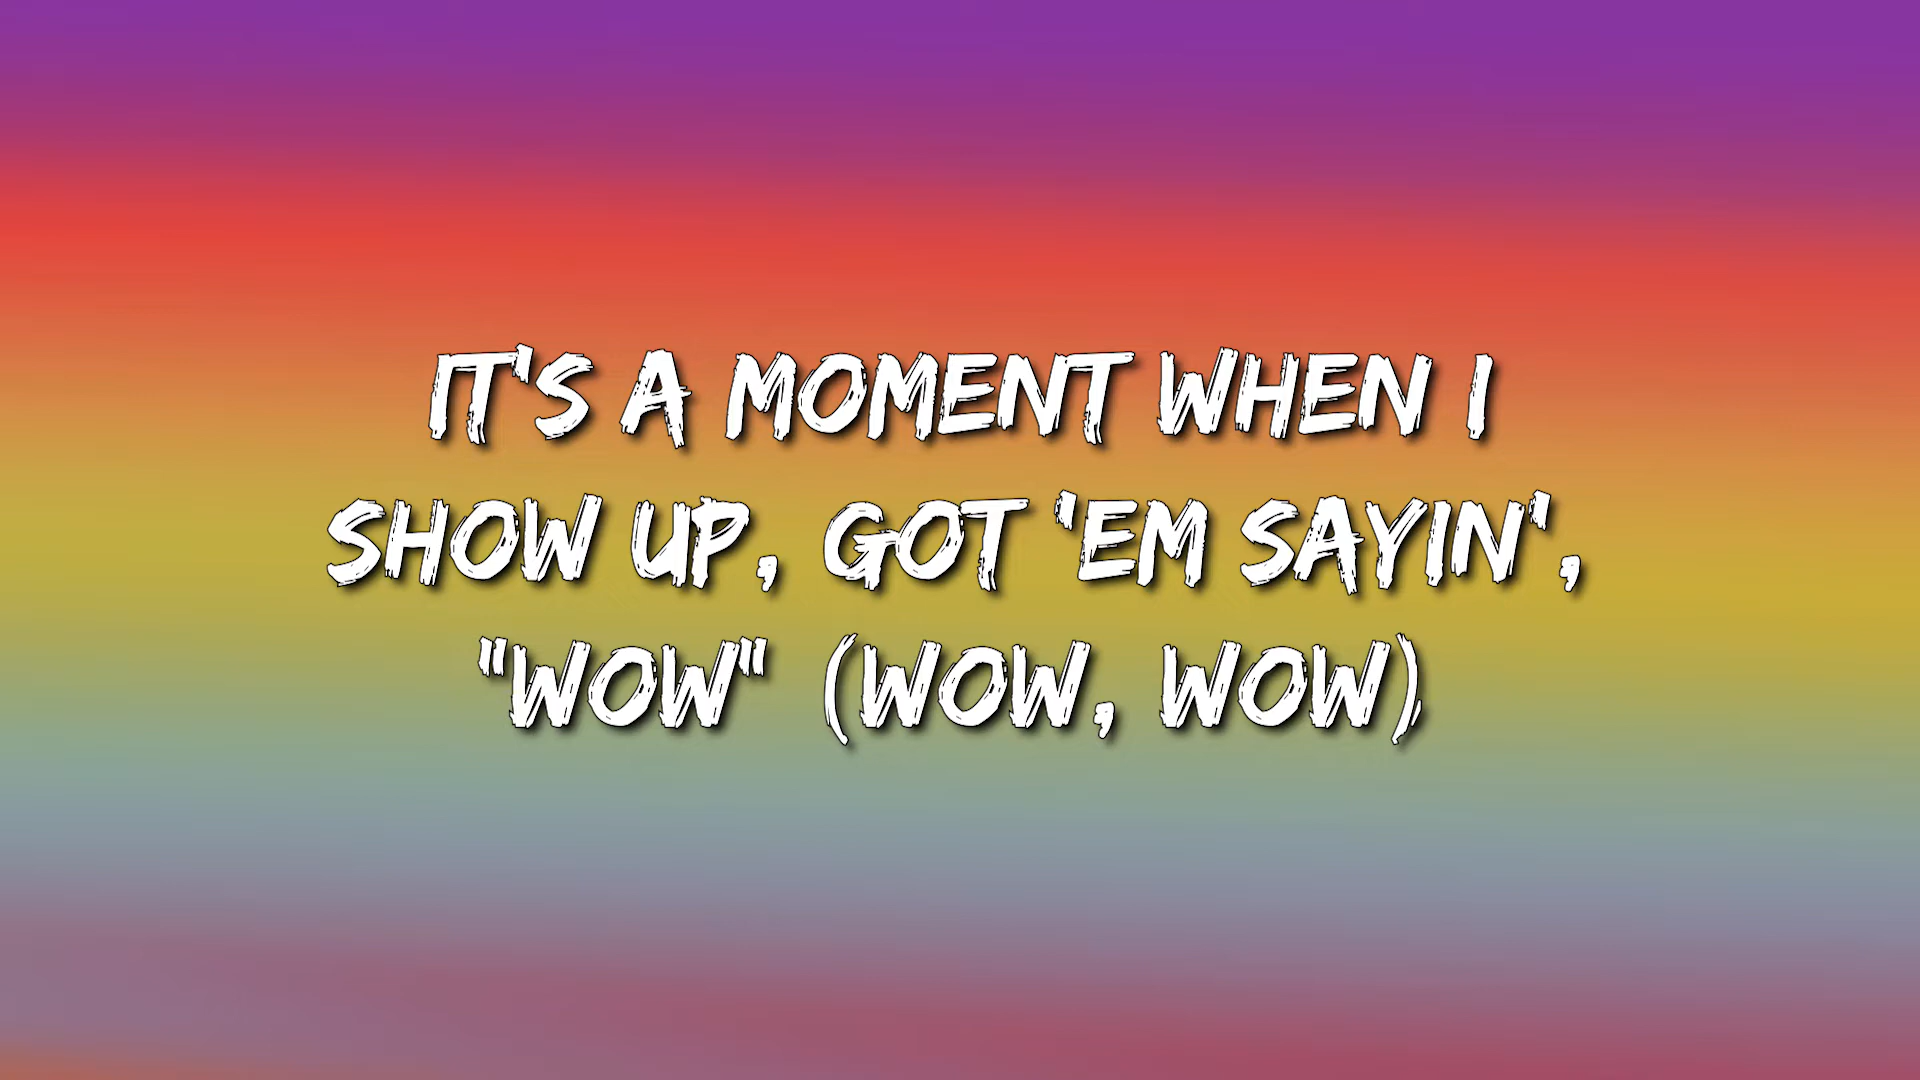 IT'S A MOMENT WHEN I
SHOW UP, GOT 'EM SAYIN',
"WOW" (WOW, WOW)